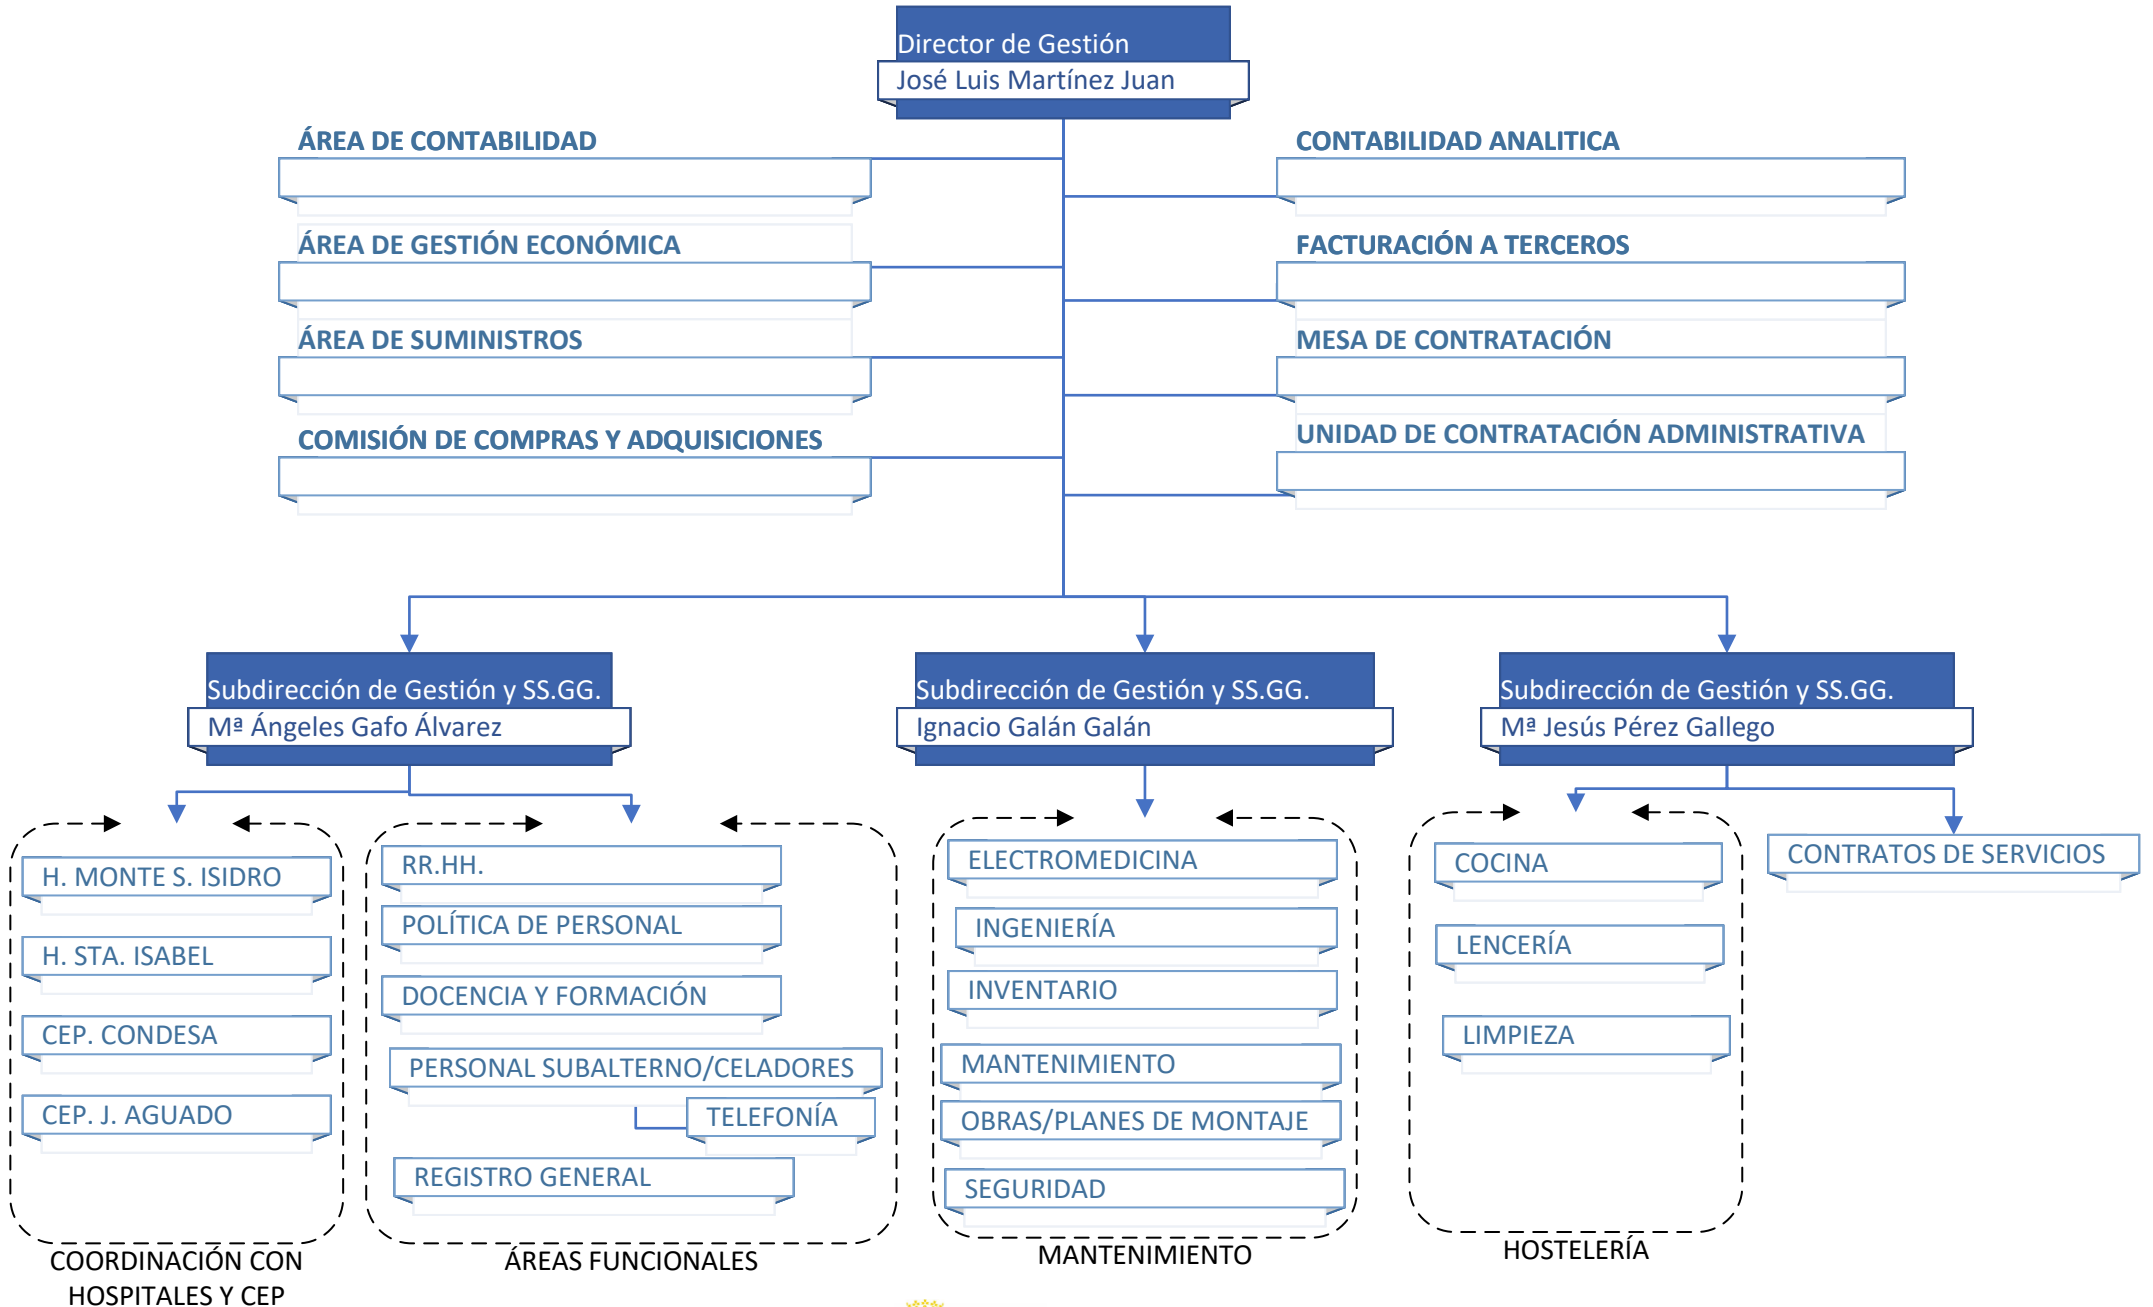 Director de Gestión
José Luis Martínez Juan
ÁREA DE CONTABILIDAD
CONTABILIDAD ANALITICA
ÁREA DE GESTIÓN ECONÓMICA
FACTURACIÓN A TERCEROS
ÁREA DE SUMINISTROS
MESA DE CONTRATACIÓN
COMISIÓN DE COMPRAS Y ADQUISICIONES
UNIDAD DE CONTRATACIÓN ADMINISTRATIVA
Subdirección de Gestión y SS.GG.
Mª Ángeles Gafo Álvarez
Subdirección de Gestión y SS.GG.
Ignacio Galán Galán
Subdirección de Gestión y SS.GG.
Mª Jesús Pérez Gallego
H. MONTE S. ISIDRO
H. STA. ISABEL
CEP. CONDESA
CEP. J. AGUADO
COORDINACIÓN CON
HOSPITALES Y CEP
RR.HH.
POLÍTICA DE PERSONAL
DOCENCIA Y FORMACIÓN
PERSONAL SUBALTERNO/CELADORES
TELEFONÍA
REGISTRO GENERAL
ÁREAS FUNCIONALES
ELECTROMEDICINA
INGENIERÍA
INVENTARIO
MANTENIMIENTO
OBRAS/PLANES DE MONTAJE
SEGURIDAD
MANTENIMIENTO
COCINA
LENCERÍA
LIMPIEZA
HOSTELERÍA
CONTRATOS DE SERVICIOS